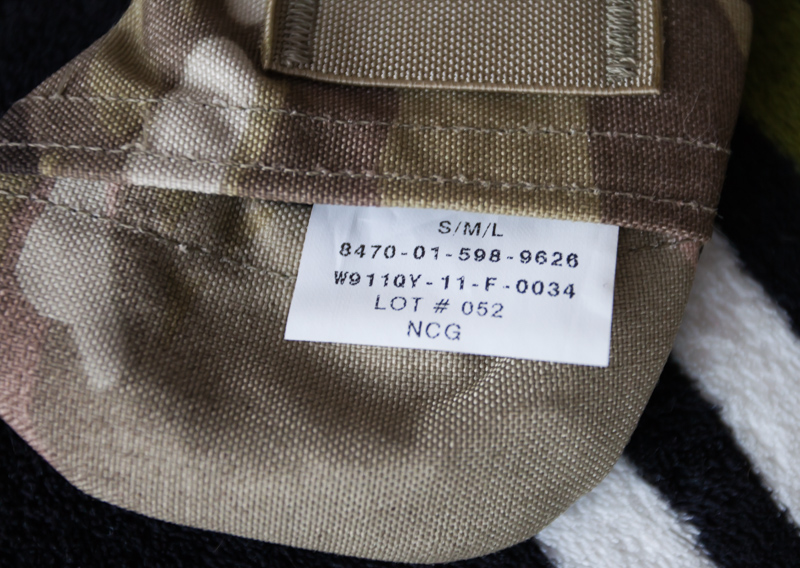 S/M/L
8470-01-598-9626
W911QY-11-F-0034
LOT # 052
NCG